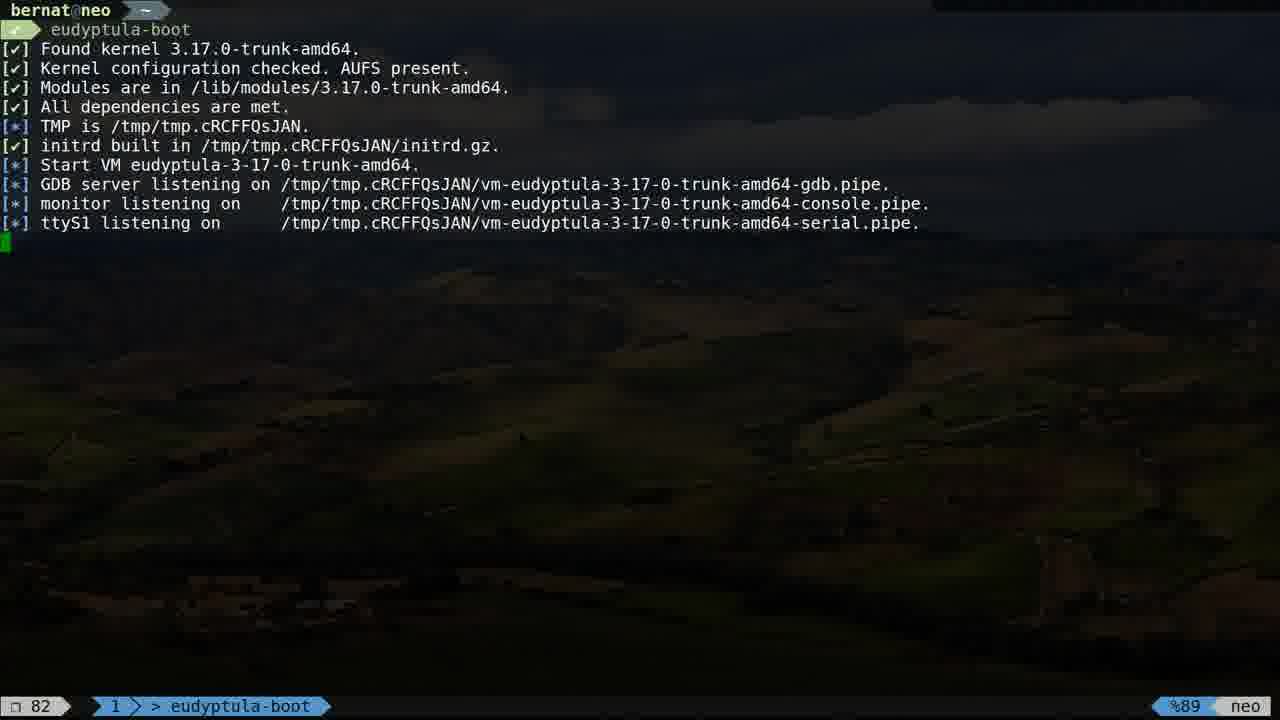 bernat@neo ~
✔ eudyptula-boot
[✔] Found kernel 3.17.0-trunk-amd64.
[✔] Kernel configuration checked. AUFS present.
[✔] Modules are in /lib/modules/3.17.0-trunk-amd64.
[✔] All dependencies are met.
[*] TMP is /tmp/tmp.cRCFFQsJAN.
[✔] initrd built in /tmp/tmp.cRCFFQsJAN/initrd.gz.
[*] Start VM eudyptula-3-17-0-trunk-amd64.
[*] GDB server listening on /tmp/tmp.cRCFFQsJAN/vm-eudyptula-3-17-0-trunk-amd64-gdb.pipe.
[*] monitor listening on    /tmp/tmp.cRCFFQsJAN/vm-eudyptula-3-17-0-trunk-amd64-console.pipe.
[*] ttyS1 listening on      /tmp/tmp.cRCFFQsJAN/vm-eudyptula-3-17-0-trunk-amd64-serial.pipe.
❐ 82 1 > eudyptula-boot %89 neo